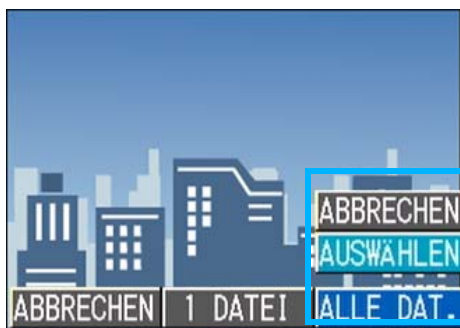 ABBRECHEN
AUSWÄHLEN
ABBRECHEN 1 DATEI ALLE DAT.